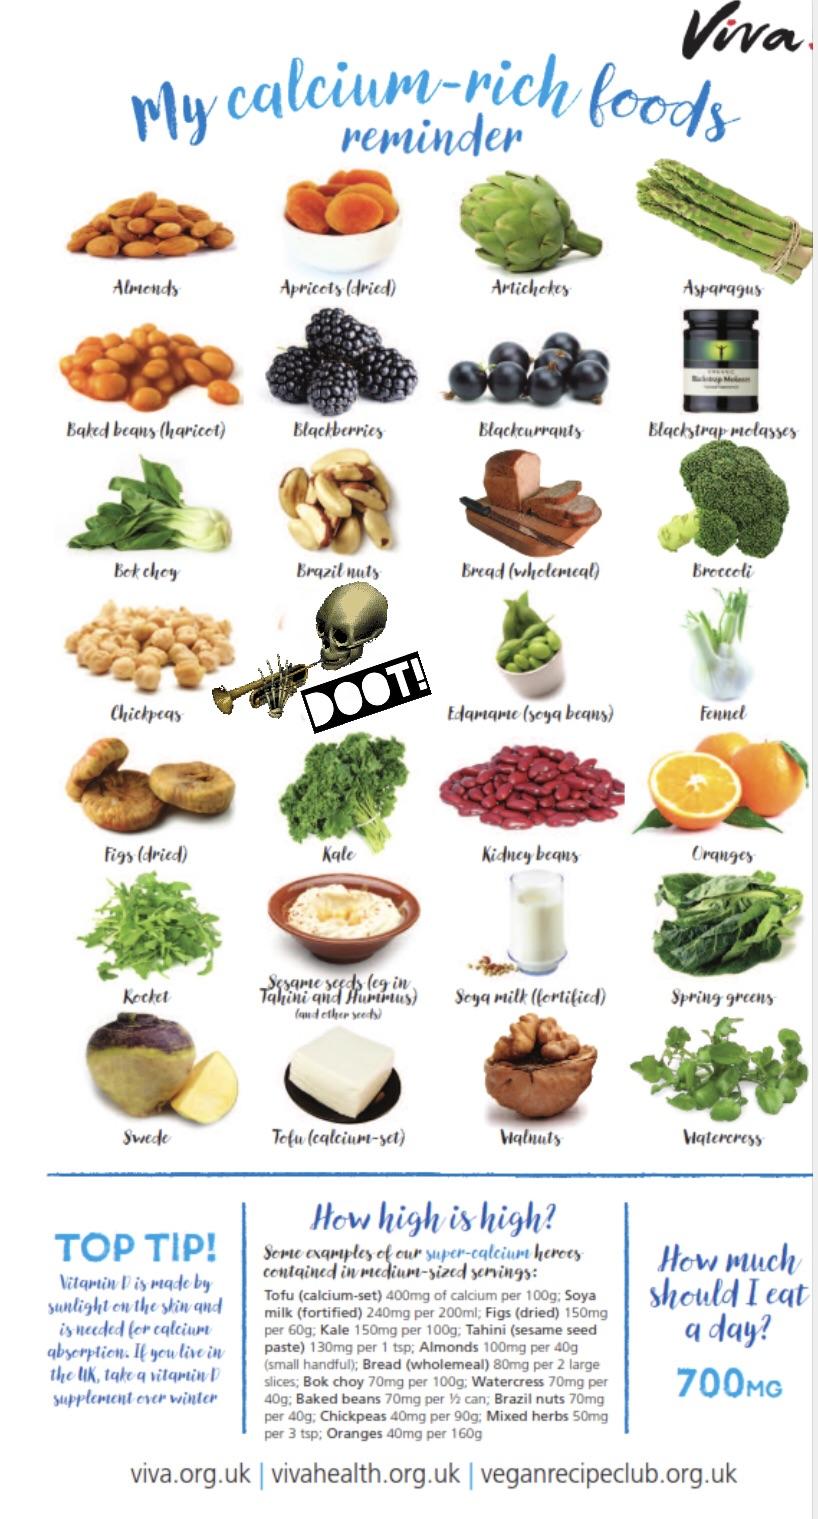 Viva.
My calcium-rich foods
reminder
Almonds
Apricots (dried)
Artichokes
Asparagus
Baked beans (haricot)
Blackberries
Blackcurrants
ORGANIC
Blackstrap Molasses
Blackstrap molasses
Bok choy
Brazil nuts
Bread (wholemeal)
Broccoli
Chickpeas
DOOT!
Edamame (soya beans)
Fennel
Figs (dried)
Kale
Kidney beans
Oranges
Rocket
Sesame seeds (eg in
Tahini and Hummus)
(and other seeds)
Soya milk (fortified)
Spring greens
Swede
Tofu (calcium-set)
Walnuts
Watercress
TOP TIP!
Vitamin D is made by
sunlight on the skin and
is needed for calcium
absorption. If you live in
the UK, take a vitamin D
supplement over winter
How high is high?
Some examples of our super-calcium heroes
contained in medium-sized servings:
Tofu (calcium-set) 400mg of calcium per 100g; Soya
milk (fortified) 240mg per 200ml; Figs (dried) 150mg
per 60g; Kale 150mg per 100g; Tahini (sesame seed
paste) 130mg per 1 tsp; Almonds 100mg per 40g
(small handful); Bread (wholemeal) 80mg per 2 large
slices; Bok choy 70mg per 100g; Watercress 70mg per
40g; Baked beans 70mg per ½ can; Brazil nuts 70mg
per 40g; Chickpeas 40mg per 90g; Mixed herbs 50mg
per 3 tsp; Oranges 40mg per 160g
How much
should I eat
a day?
700MG
viva.org.uk | vivahealth.org.uk | veganrecipeclub.org.uk